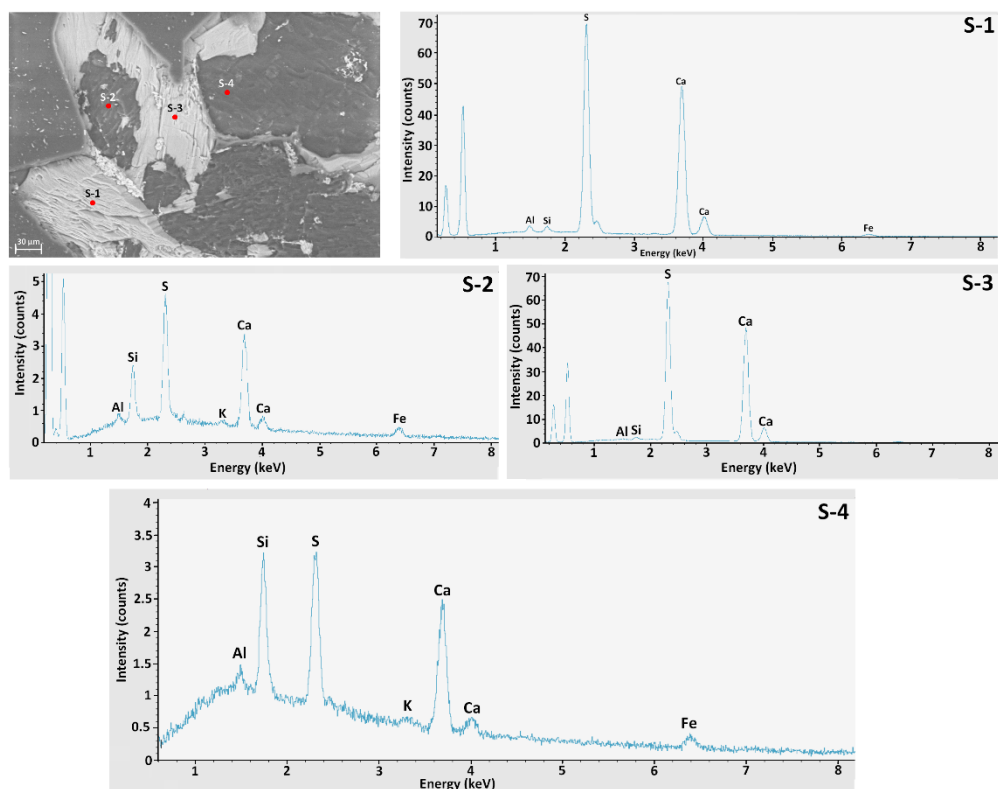 S-2
S-4
S-3
S-1
30 µm
S-1
Intensity (counts)
70
60
50
40
30
20
10
0
S
Ca
Ca
Al
Si
Fe
1 2 3 4 5 6 7 8
Energy (keV)
S-2
Intensity (counts)
5
4
3
2
1
0
S
Ca
Si
Al
K
Ca
Fe
1 2 3 4 5 6 7 8
Energy (keV)
S-3
Intensity (counts)
70
60
50
40
30
20
10
0
S
Ca
Al
Si
Ca
1 2 3 4 5 6 7 8
Energy (keV)
S-4
Intensity (counts)
4
3.5
3
2.5
2
1.5
1
0.5
0
Si
S
Ca
Al
K
Ca
Fe
1 2 3 4 5 6 7 8
Energy (keV)